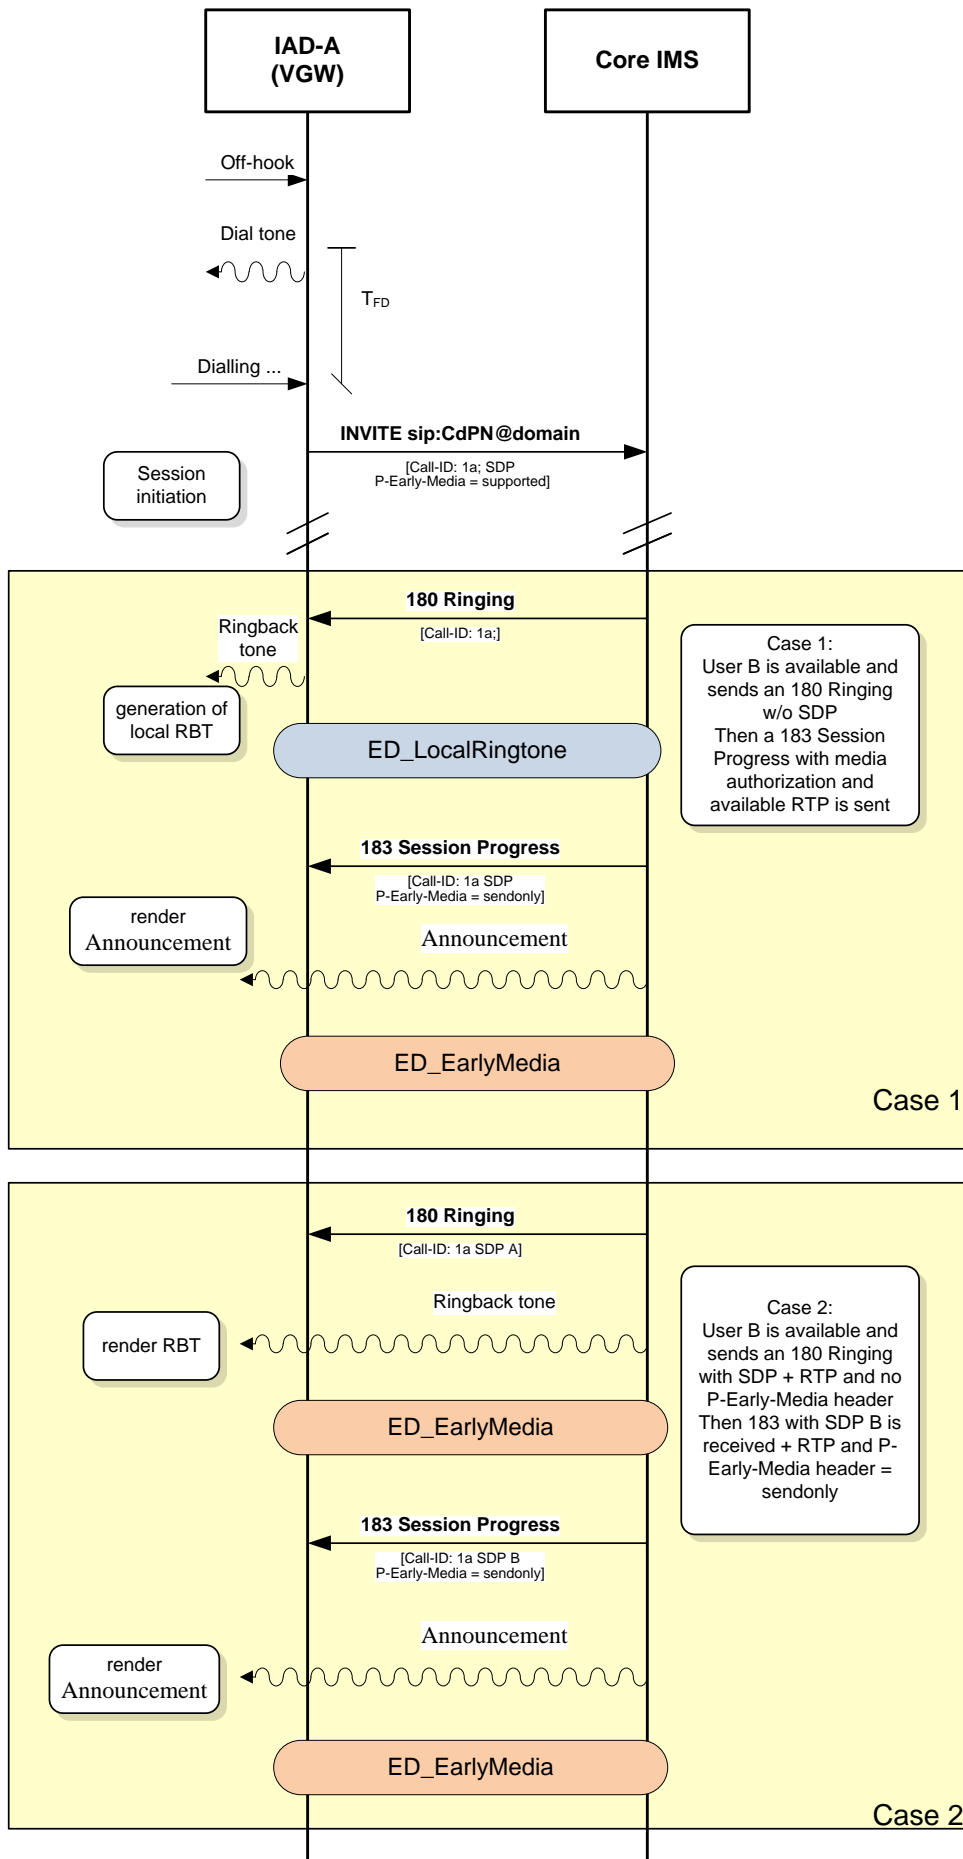 IAD-A
(VGW)
Core IMS
Off-hook
Dial tone
TFD
Dialling ...
INVITE sip:CdPN@domain
[Call-ID: 1a; SDP
P-Early-Media = supported]
Session
initiation
180 Ringing
[Call-ID: 1a;]
Ringback
tone
generation of
local RBT
Case 1:
User B is available and
sends an 180 Ringing
w/o SDP
Then a 183 Session
Progress with media
authorization and
available RTP is sent
ED_LocalRingtone
183 Session Progress
[Call-ID: 1a SDP
P-Early-Media = sendonly]
render
Announcement
Announcement
ED_EarlyMedia
Case 1
180 Ringing
[Call-ID: 1a SDP A]
Ringback tone
render RBT
Case 2:
User B is available and
sends an 180 Ringing
with SDP + RTP and no
P-Early-Media header
Then 183 with SDP B is
received + RTP and P-
Early-Media header =
sendonly
ED_EarlyMedia
183 Session Progress
[Call-ID: 1a SDP B
P-Early-Media = sendonly]
Announcement
render
Announcement
ED_EarlyMedia
Case 2